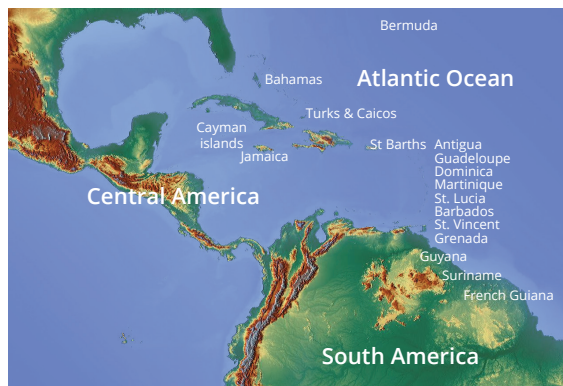 Bermuda
Atlantic Ocean
Bahamas
Turks & Caicos
Cayman
islands
Jamaica
St Barths
Antigua
Guadeloupe
Dominica
Martinique
St. Lucia
Barbados
St. Vincent
Grenada
Central America
Guyana
Suriname
French Guiana
South America